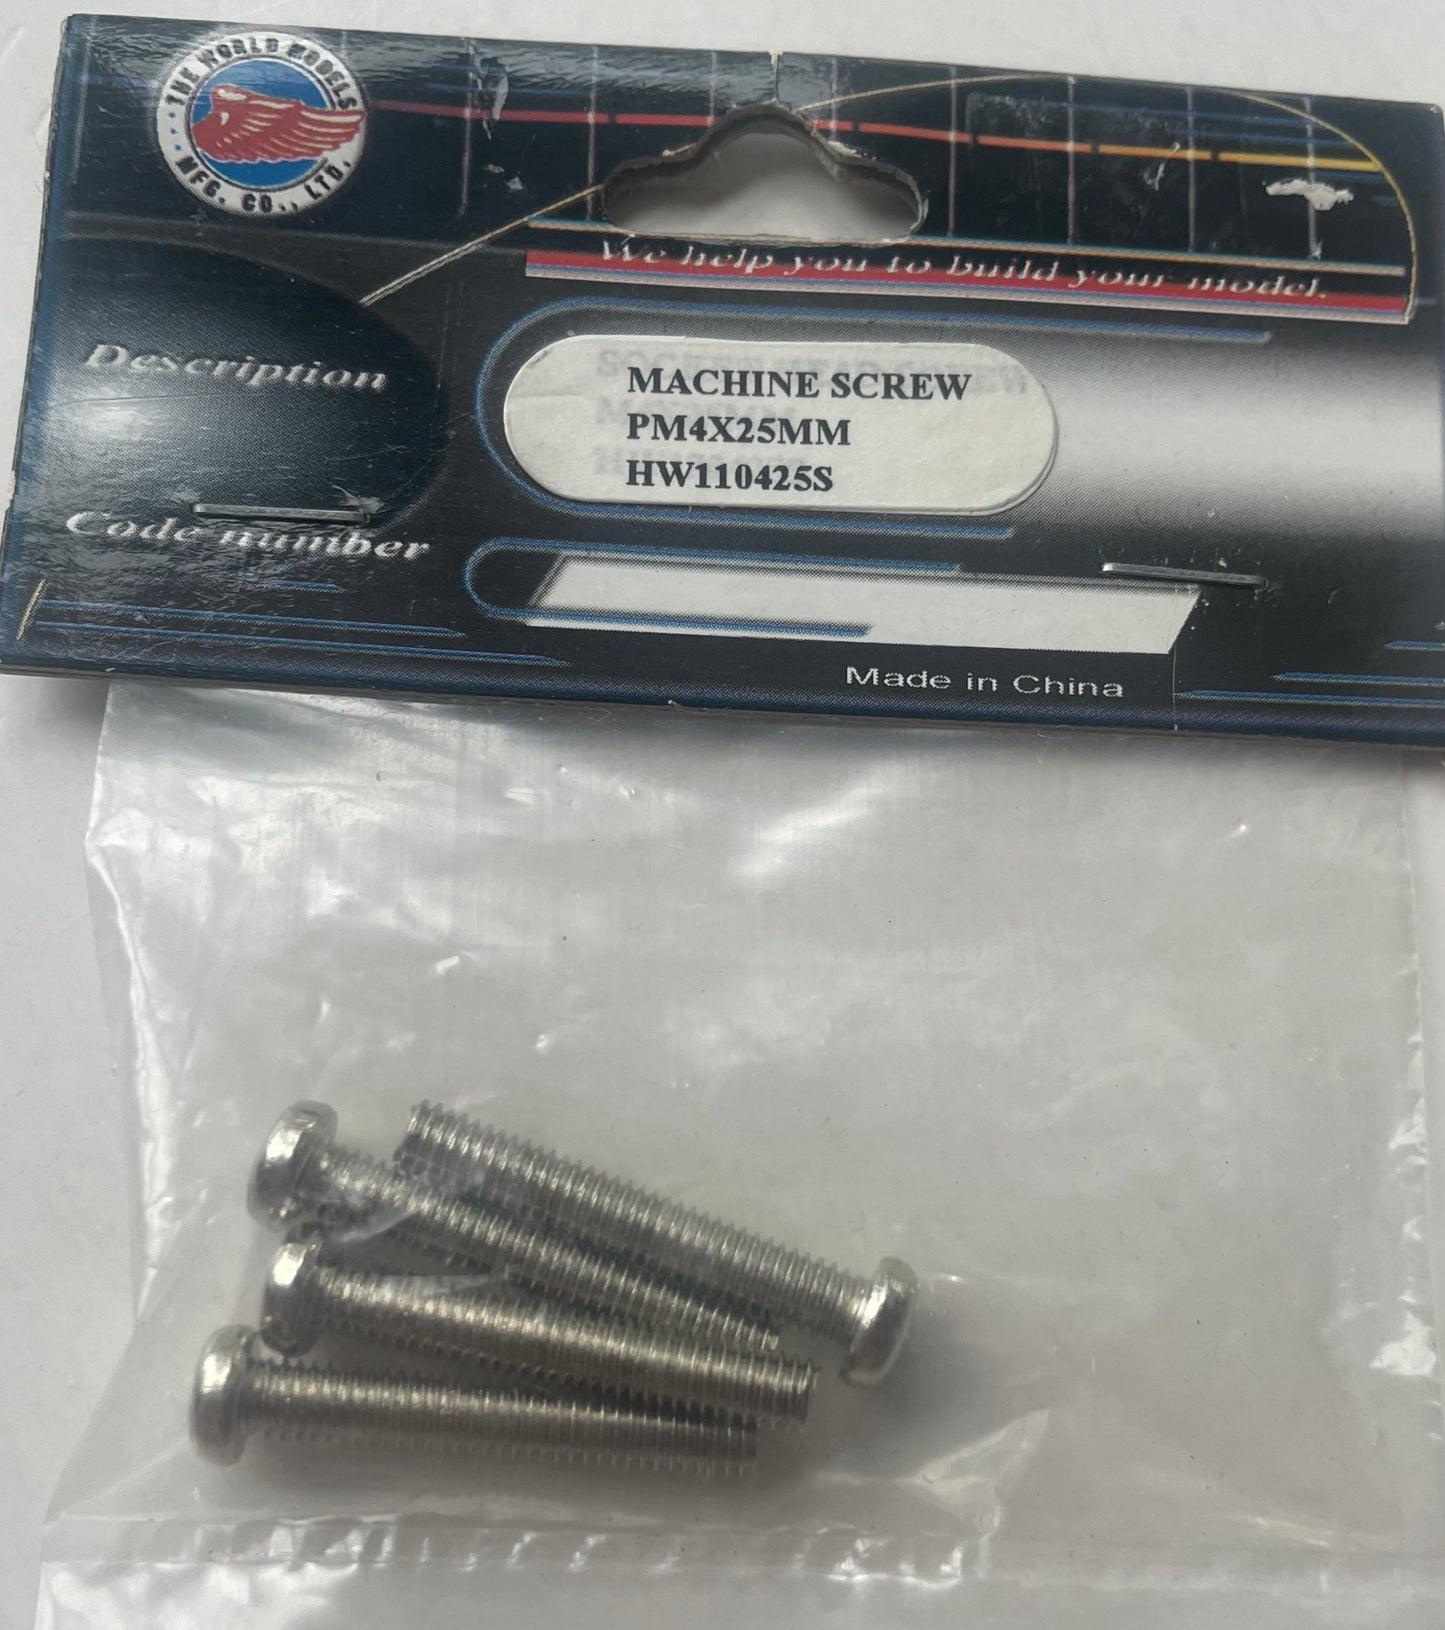 THE WORLD MODELS
MFG. CO., LTD.
We help you to build your model.
Description
MACHINE SCREW
PM4X25MM
HW110425S
Code number
Made in China